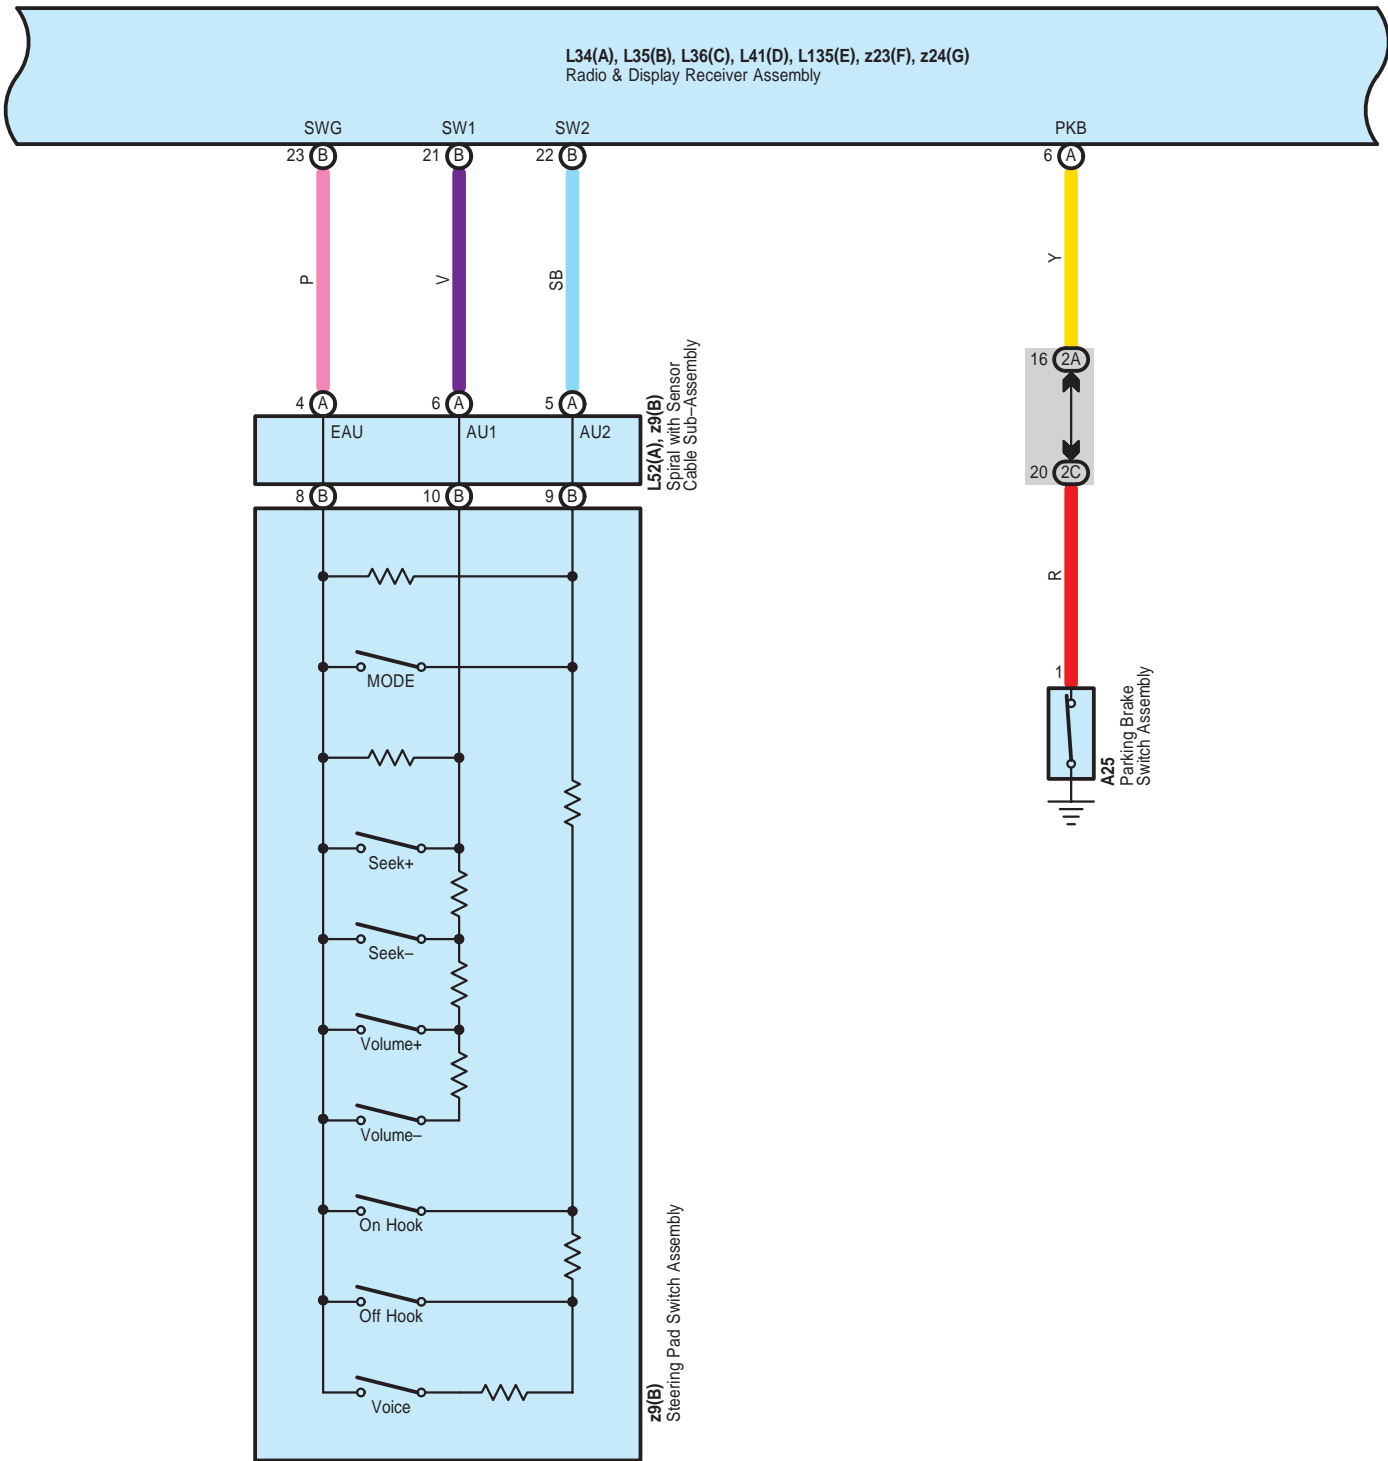 L34(A), L35(B), L36(C), L41(D), L135(E), z23(F), z24(G)
Radio & Display Receiver Assembly
SWG
SW1
SW2
PKB
23 B
21 B
22 B
6 A
P
V
SB
Y
16 2A
20 2C
4 A
6 A
5 A
EAU
AU1
AU2
L52(A), z9(B)
Spiral with Sensor
Cable Sub–Assembly
8 B
10 B
9 B
R
MODE
1
A25
Parking Brake
Switch Assembly
Seek+
Seek–
Volume+
Volume–
On Hook
Off Hook
Voice
z9(B)
Steering Pad Switch Assembly